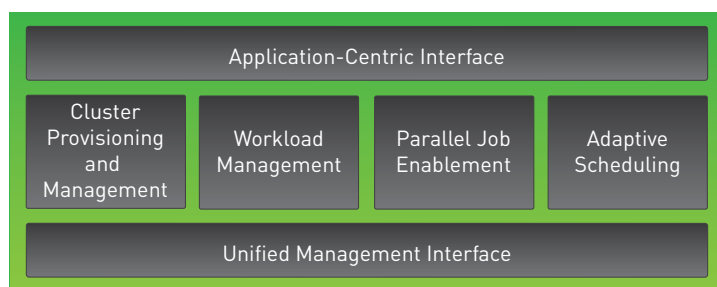 Application-Centric Interface
Cluster
Provisioning
and
Management
Workload
Management
Parallel Job
Enablement
Adaptive
Scheduling
Unified Management Interface